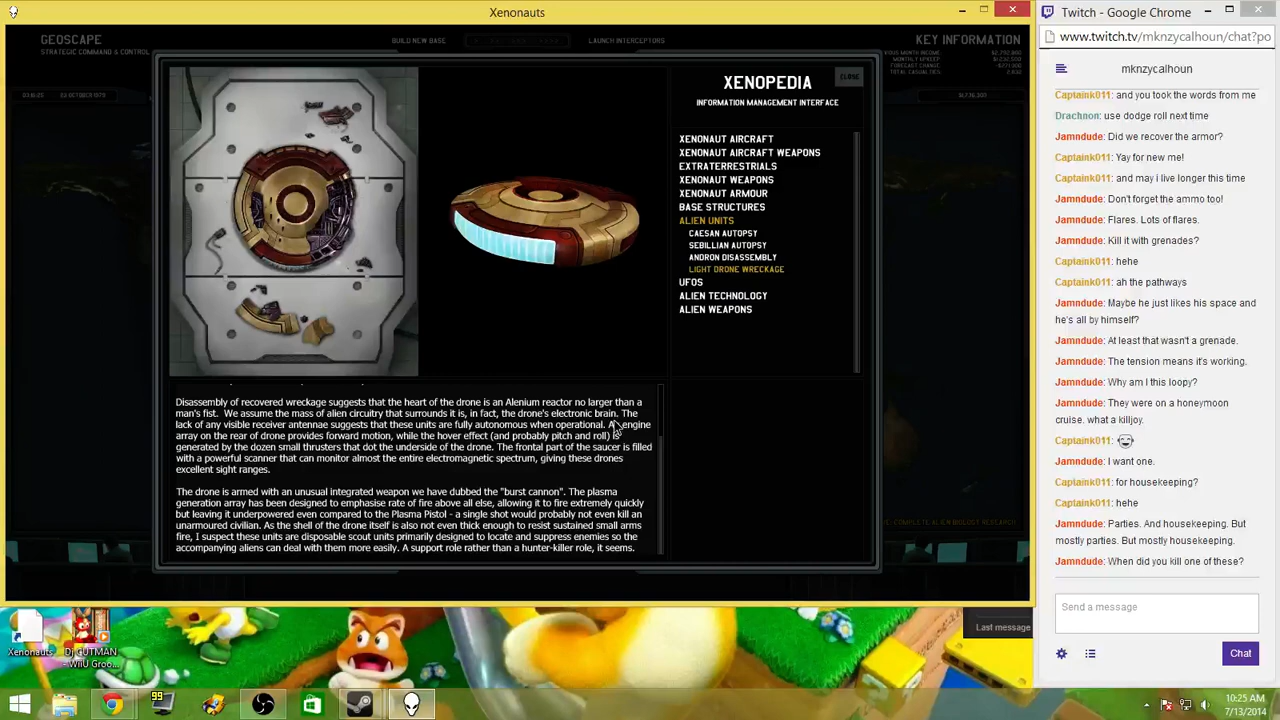 Xenonauts
Twitch - Google Chrome
www.twitch.tv/mknzycalhoun/chat?po
GEOSCAPE
STRATEGIC COMMAND & CONTROL
BUILD NEW BASE
LAUNCH INTERCEPTORS
KEY INFORMATION
TOTAL CASUALTIES:
XENOPEDIA
CLOSE
INFORMATION MANAGEMENT INTERFACE
XENONAUT AIRCRAFT
XENONAUT AIRCRAFT WEAPONS
EXTRATERRESTRIALS
XENONAUT WEAPONS
XENONAUT ARMOUR
BASE STRUCTURES
ALIEN UNITS
CAESAN AUTOPSY
SEBILLIAN AUTOPSY
ANDRON DISASSEMBLY
LIGHT DRONE WRECKAGE
UFOS
ALIEN TECHNOLOGY
ALIEN WEAPONS
Disassembly of recovered wreckage suggests that the heart of the drone is an Alenium reactor no larger than a
man's fist. We assume the mass of alien circuitry that surrounds it is, in fact, the drone's electronic brain. The
lack of any visible receiver antennae suggests that these units are fully autonomous when operational. An engine
array on the rear of drone provides forward motion, while the hover effect (and probably pitch and roll) is
generated by the dozen small thrusters that dot the underside of the drone. The frontal part of the saucer is filled
with a powerful scanner that can monitor almost the entire electromagnetic spectrum, giving these drones
excellent sight ranges.
The drone is armed with an unusual integrated weapon we have dubbed the "burst cannon". The plasma
generation array has been designed to emphasise rate of fire above all else, allowing it to fire extremely quickly
but leaving it underpowered even compared to the Plasma Pistol - a single shot would probably not even kill an
unarmoured civilian. As the shell of the drone itself is also not even thick enough to resist sustained small arms
fire, I suspect these units are disposable scout units primarily designed to locate and suppress enemies so the
accompanying aliens can deal with them more easily. A support role rather than a hunter-killer role, it seems.
mknzycalhoun
Captaink011: and you took the words from me
Drachnon: use dodge roll next time
Jamndude: Did we recover the armor?
Captaink011: Yay for new me!
Captaink011: and may i live longer this time
Jamndude: Don't forget the ammo too!
Jamndude: Flares. Lots of flares.
Jamndude: Kill it with grenades?
Captaink011: hehe
Captaink011: ah the pathways
Jamndude: Maybe he just likes his space and
he's all by himself?
Jamndude: At least that wasn't a grenade.
Jamndude: The tension means it's working.
Jamndude: Why am I this loopy?
Jamndude: They were on a honeymoon
what a killjoy.
Captaink011:
Jamndude: I want one.
Captaink011: for housekeeping?
Captaink011: hehe
Jamndude: Parties. And housekeeping. But
mostly parties. But mostly housekeeping.
Jamndude: When did you kill one of these?
Send a message
Chat
Last message
Xenonauts
Dj CUTMAN
- WiiU Groo...
99
10:25 AM
7/13/2014